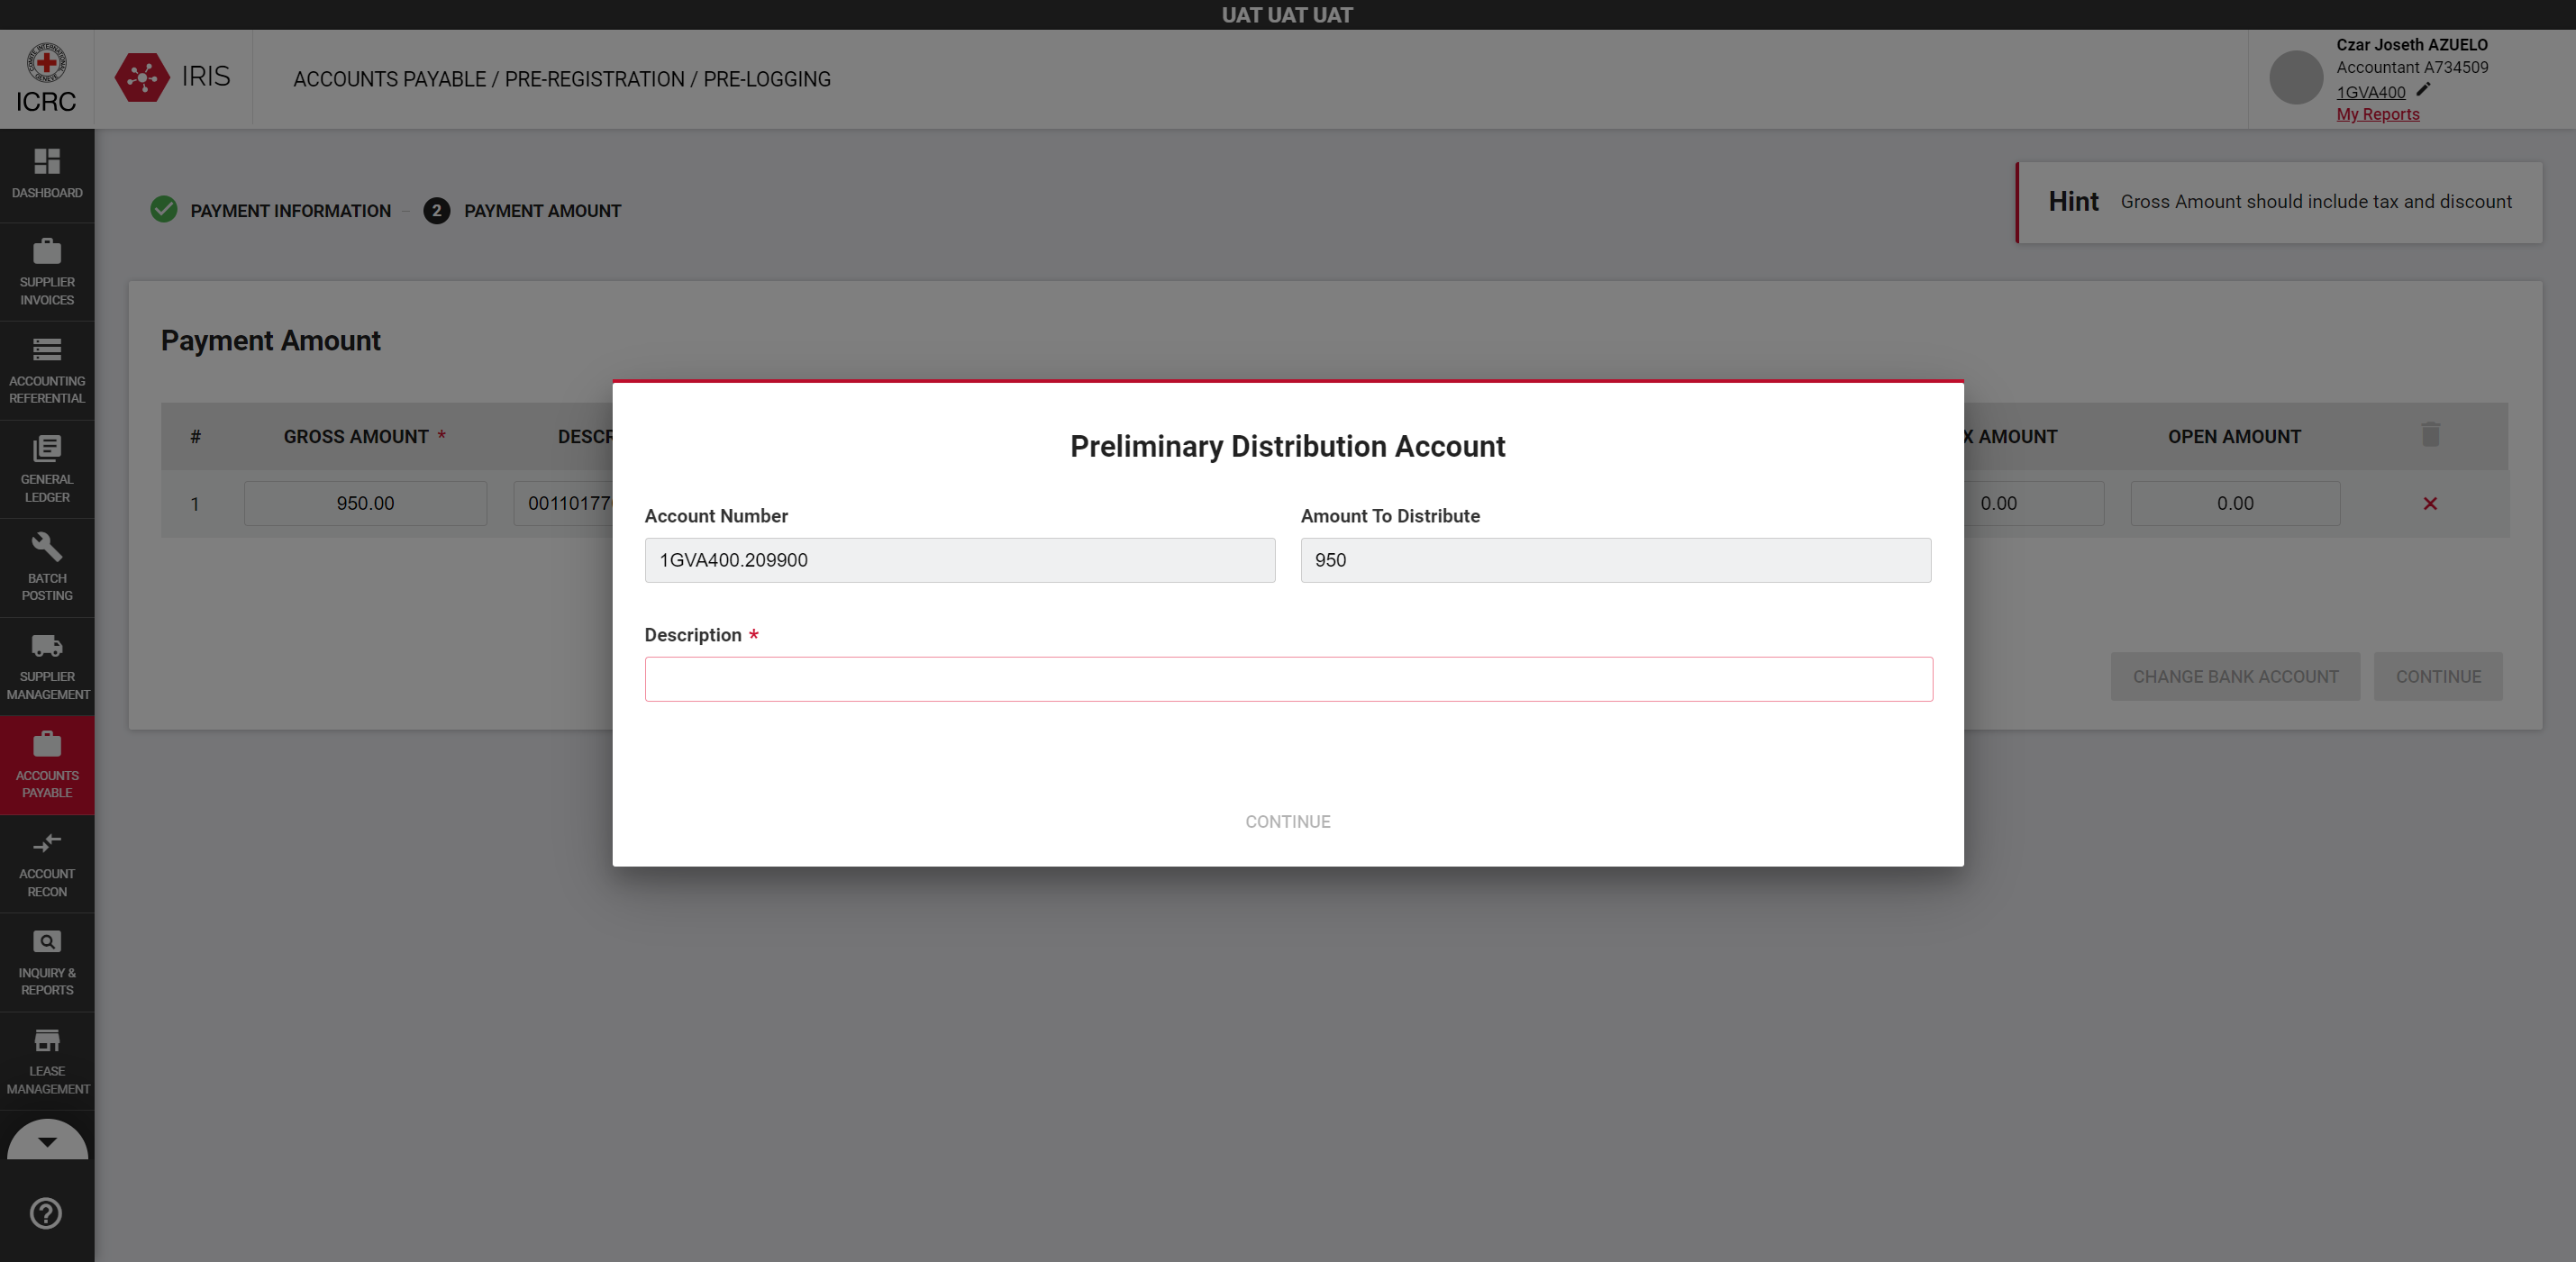 UAT UAT UAT
ICRC
IRIS
ACCOUNTS PAYABLE / PRE-REGISTRATION / PRE-LOGGING
Czar Joseth AZUELO
Accountant A734509
1GVA400
My Reports
DASHBOARD
SUPPLIER
INVOICES
ACCOUNTING
REFERENTIAL
GENERAL
LEDGER
BATCH
POSTING
SUPPLIER
MANAGEMENT
ACCOUNTS
PAYABLE
ACCOUNT
RECON
INQUIRY &
REPORTS
LEASE
MANAGEMENT
PAYMENT INFORMATION
2 PAYMENT AMOUNT
Hint Gross Amount should include tax and discount
Payment Amount
# GROSS AMOUNT * DESCR X AMOUNT OPEN AMOUNT
1 950.00 00110177 0.00 0.00
CHANGE BANK ACCOUNT CONTINUE
Preliminary Distribution Account
Account Number Amount To Distribute
1GVA400.209900 950
Description *
CONTINUE